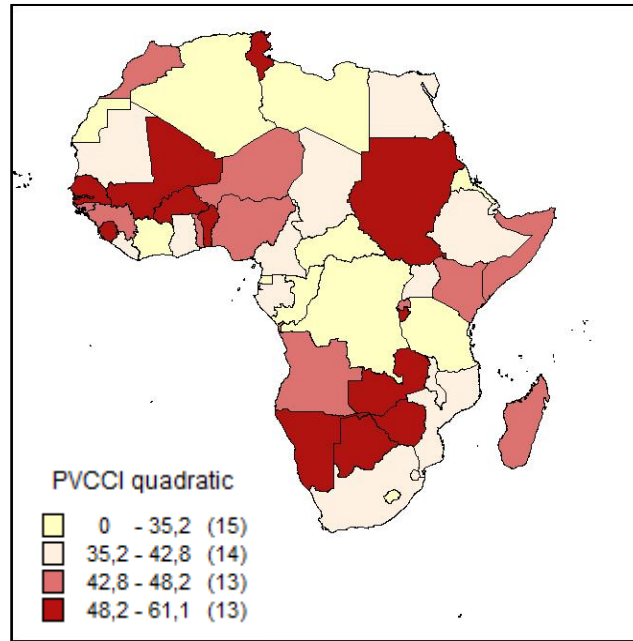 PVCCI quadratic
0 - 35,2 (15)
35,2 - 42,8 (14)
42,8 - 48,2 (13)
48,2 - 61,1 (13)